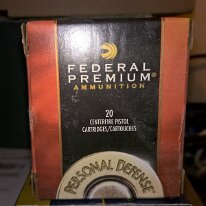 FEDERAL
PREMIUM®
AMMUNITION
20
CENTERFIRE PISTOL
CARTRIDGES/CARTOUCHES
PERSONAL DEFENSE